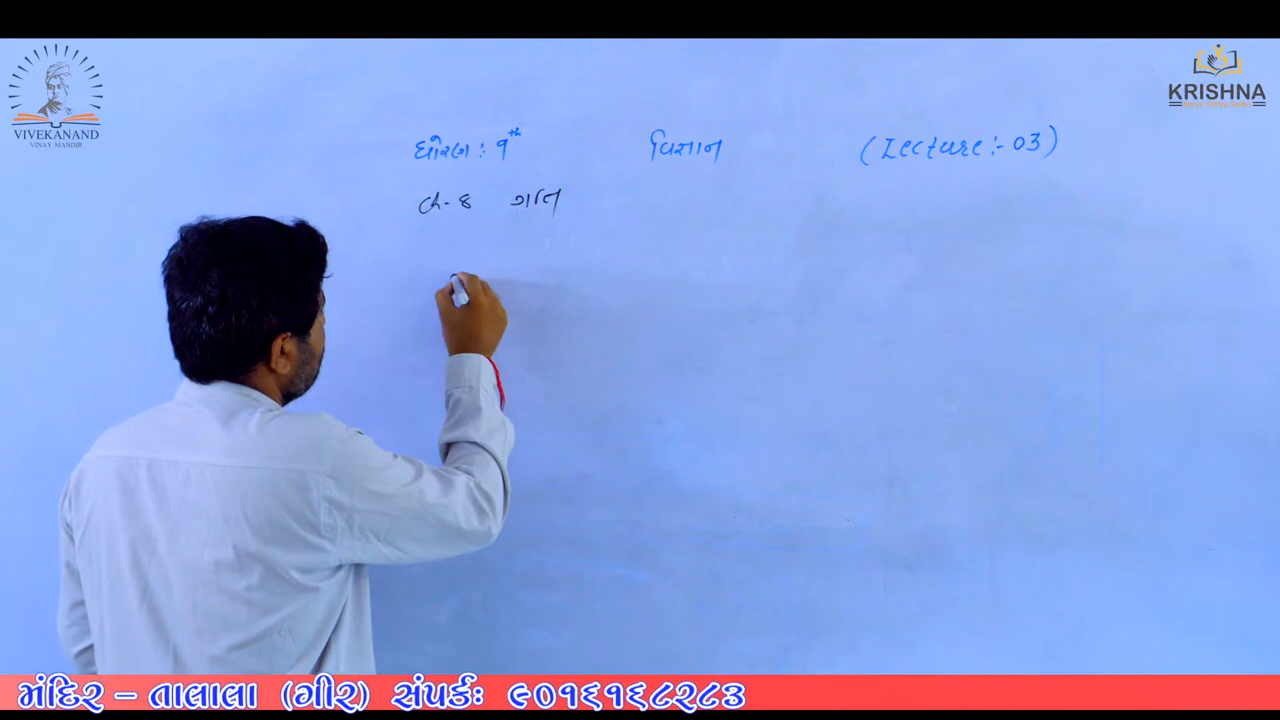 VIVEKANAND
VINAY MANDIR
KRISHNA
ધોરણ : 9th વિજ્ઞાન (Lecture :- 03)
ch - 8 ગતિ
મંદિર – તાલાલા (ગીર) સંપર્કઃ ૯૦૧૬૧૬૮૨૮૩